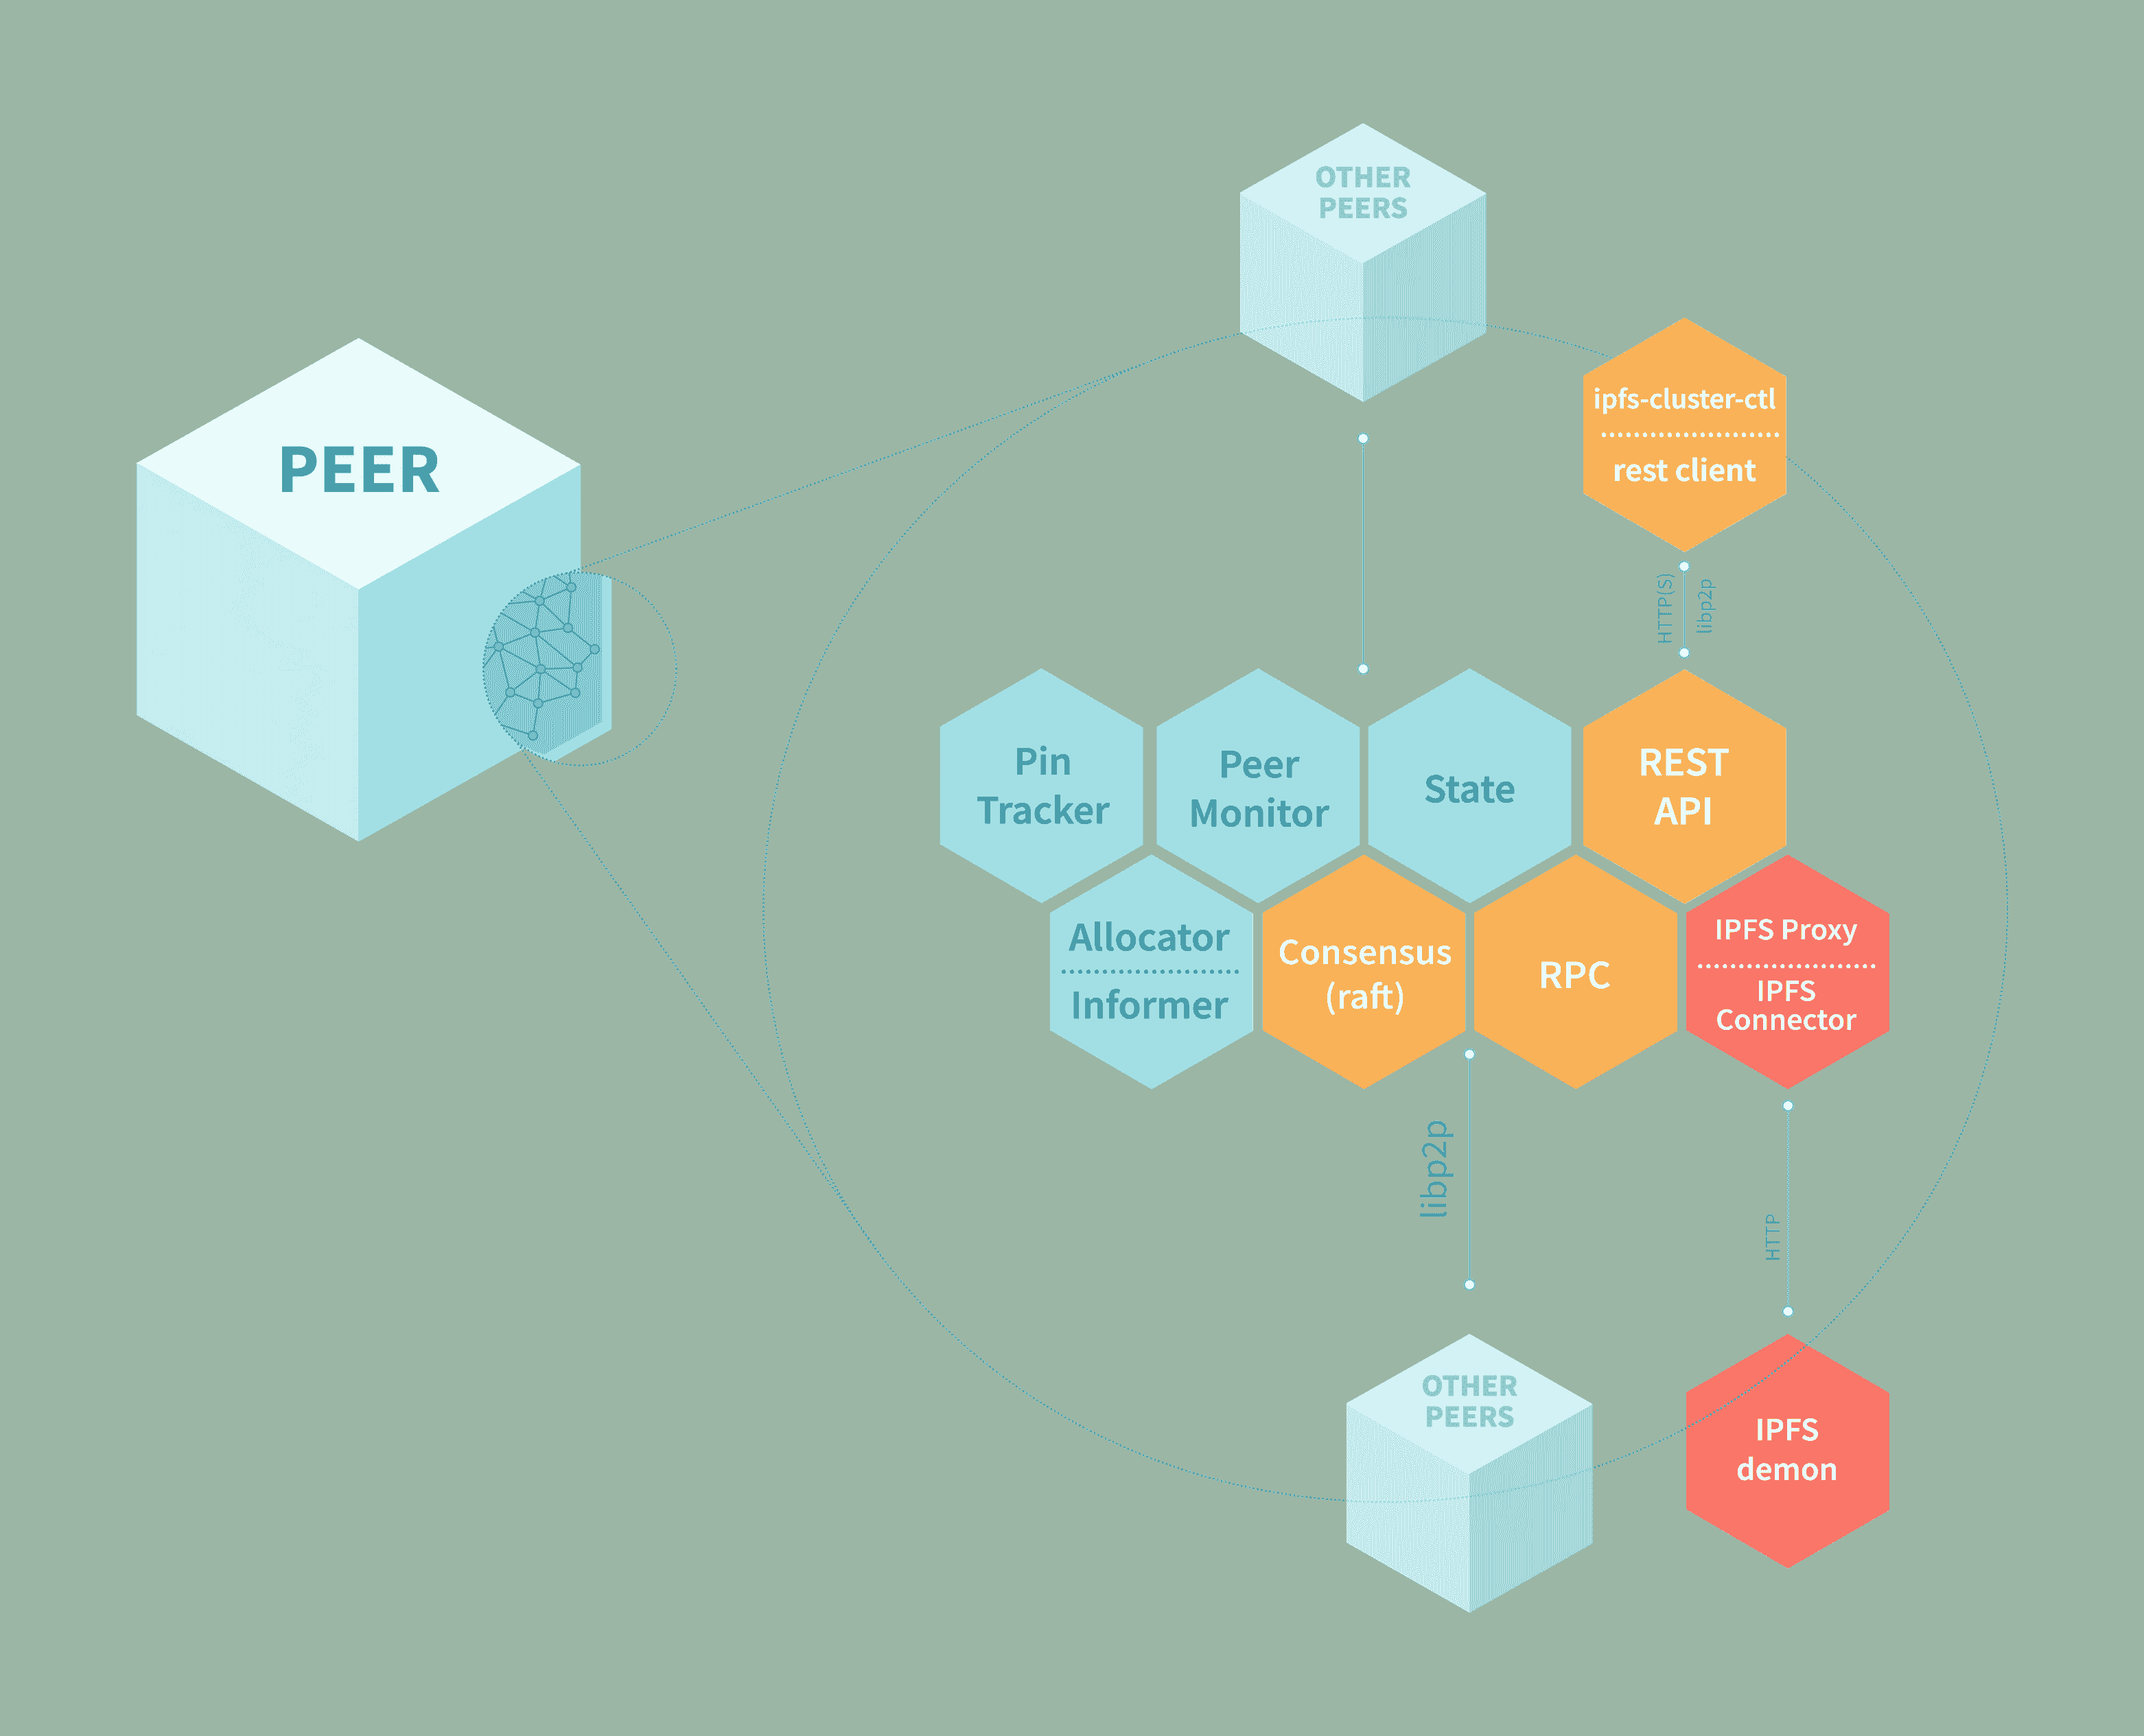 OTHER
PEERS
PEER
ipfs-cluster-ctl
rest client
HTTP(S)
libp2p
Pin
Tracker
Peer
Monitor
State
REST
API
Allocator
Informer
Consensus
(raft)
RPC
IPFS Proxy
IPFS
Connector
libp2p
HTTP
OTHER
PEERS
IPFS
demon